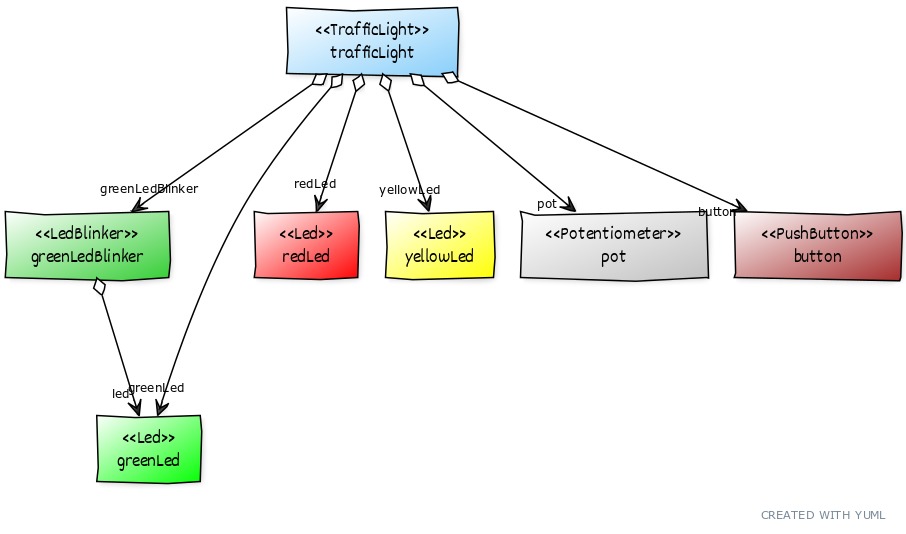 <<TrafficLight>>
trafficLight
greenLedBlinker
redLed
yellowLed
pot
button
<<LedBlinker>>
greenLedBlinker
<<Led>>
redLed
<<Led>>
yellowLed
<<Potentiometer>>
pot
<<PushButton>>
button
led
greenLed
<<Led>>
greenLed
CREATED WITH YUML